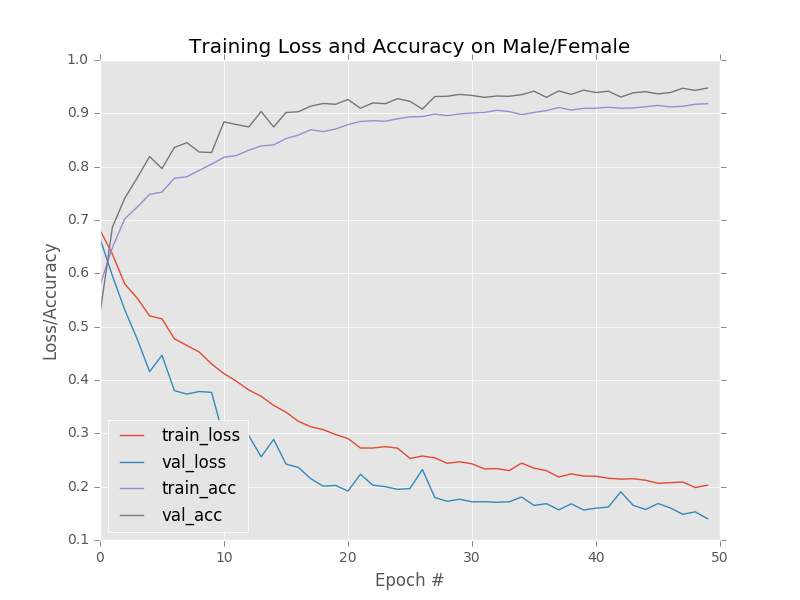 Training Loss and Accuracy on Male/Female
1.0
0.9
0.8
0.7
0.6
0.5
0.4
0.3
0.2
0.1
Loss/Accuracy
train_loss
val_loss
train_acc
val_acc
0 10 20 30 40 50
Epoch #